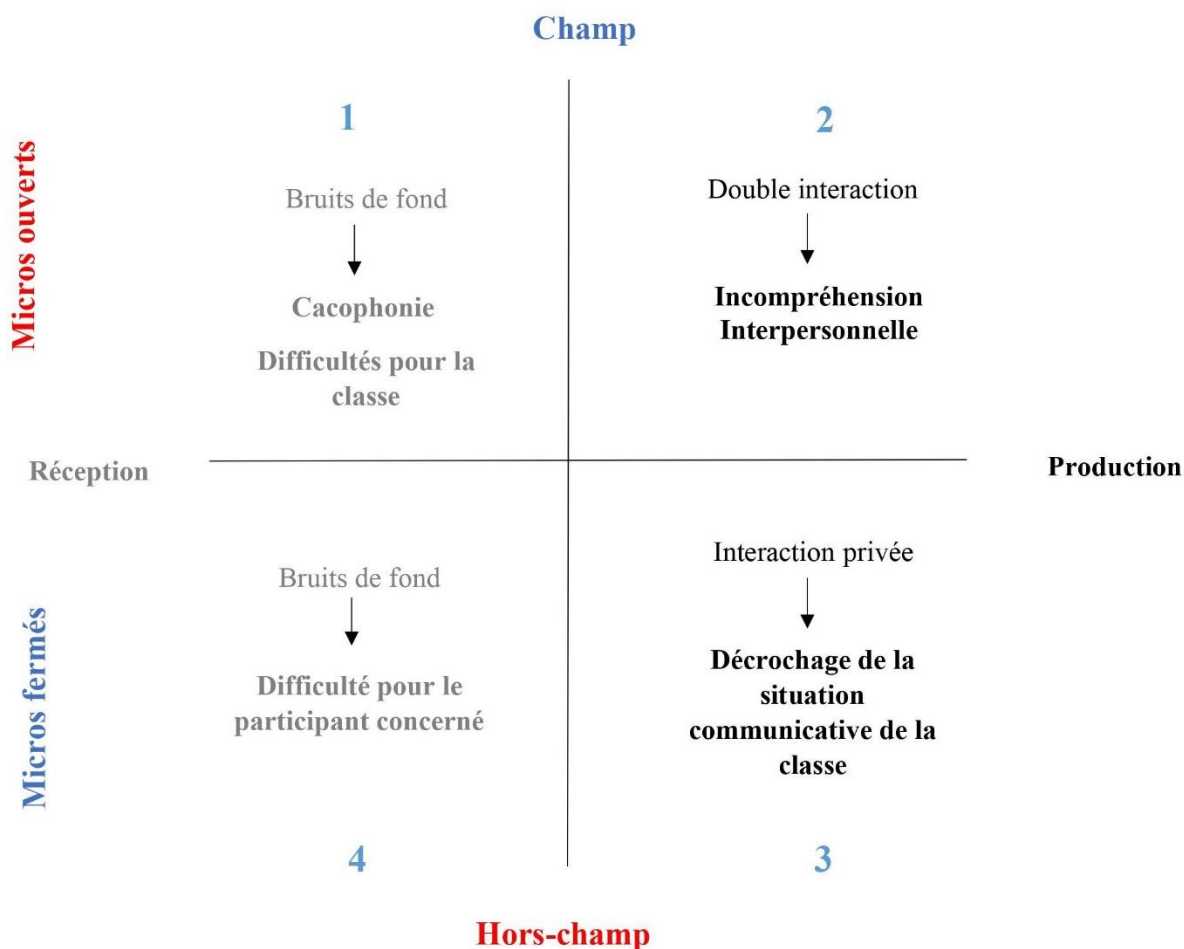 Champ
1
2
Micros ouverts
Bruits de fond
Cacophonie
Difficultés pour la
classe
Double interaction
Incompréhension
Interpersonnelle
Réception
Production
Micros fermés
Bruits de fond
Difficulté pour le
participant concerné
Interaction privée
Décrochage de la
situation
communicative de la
classe
4
3
Hors-champ